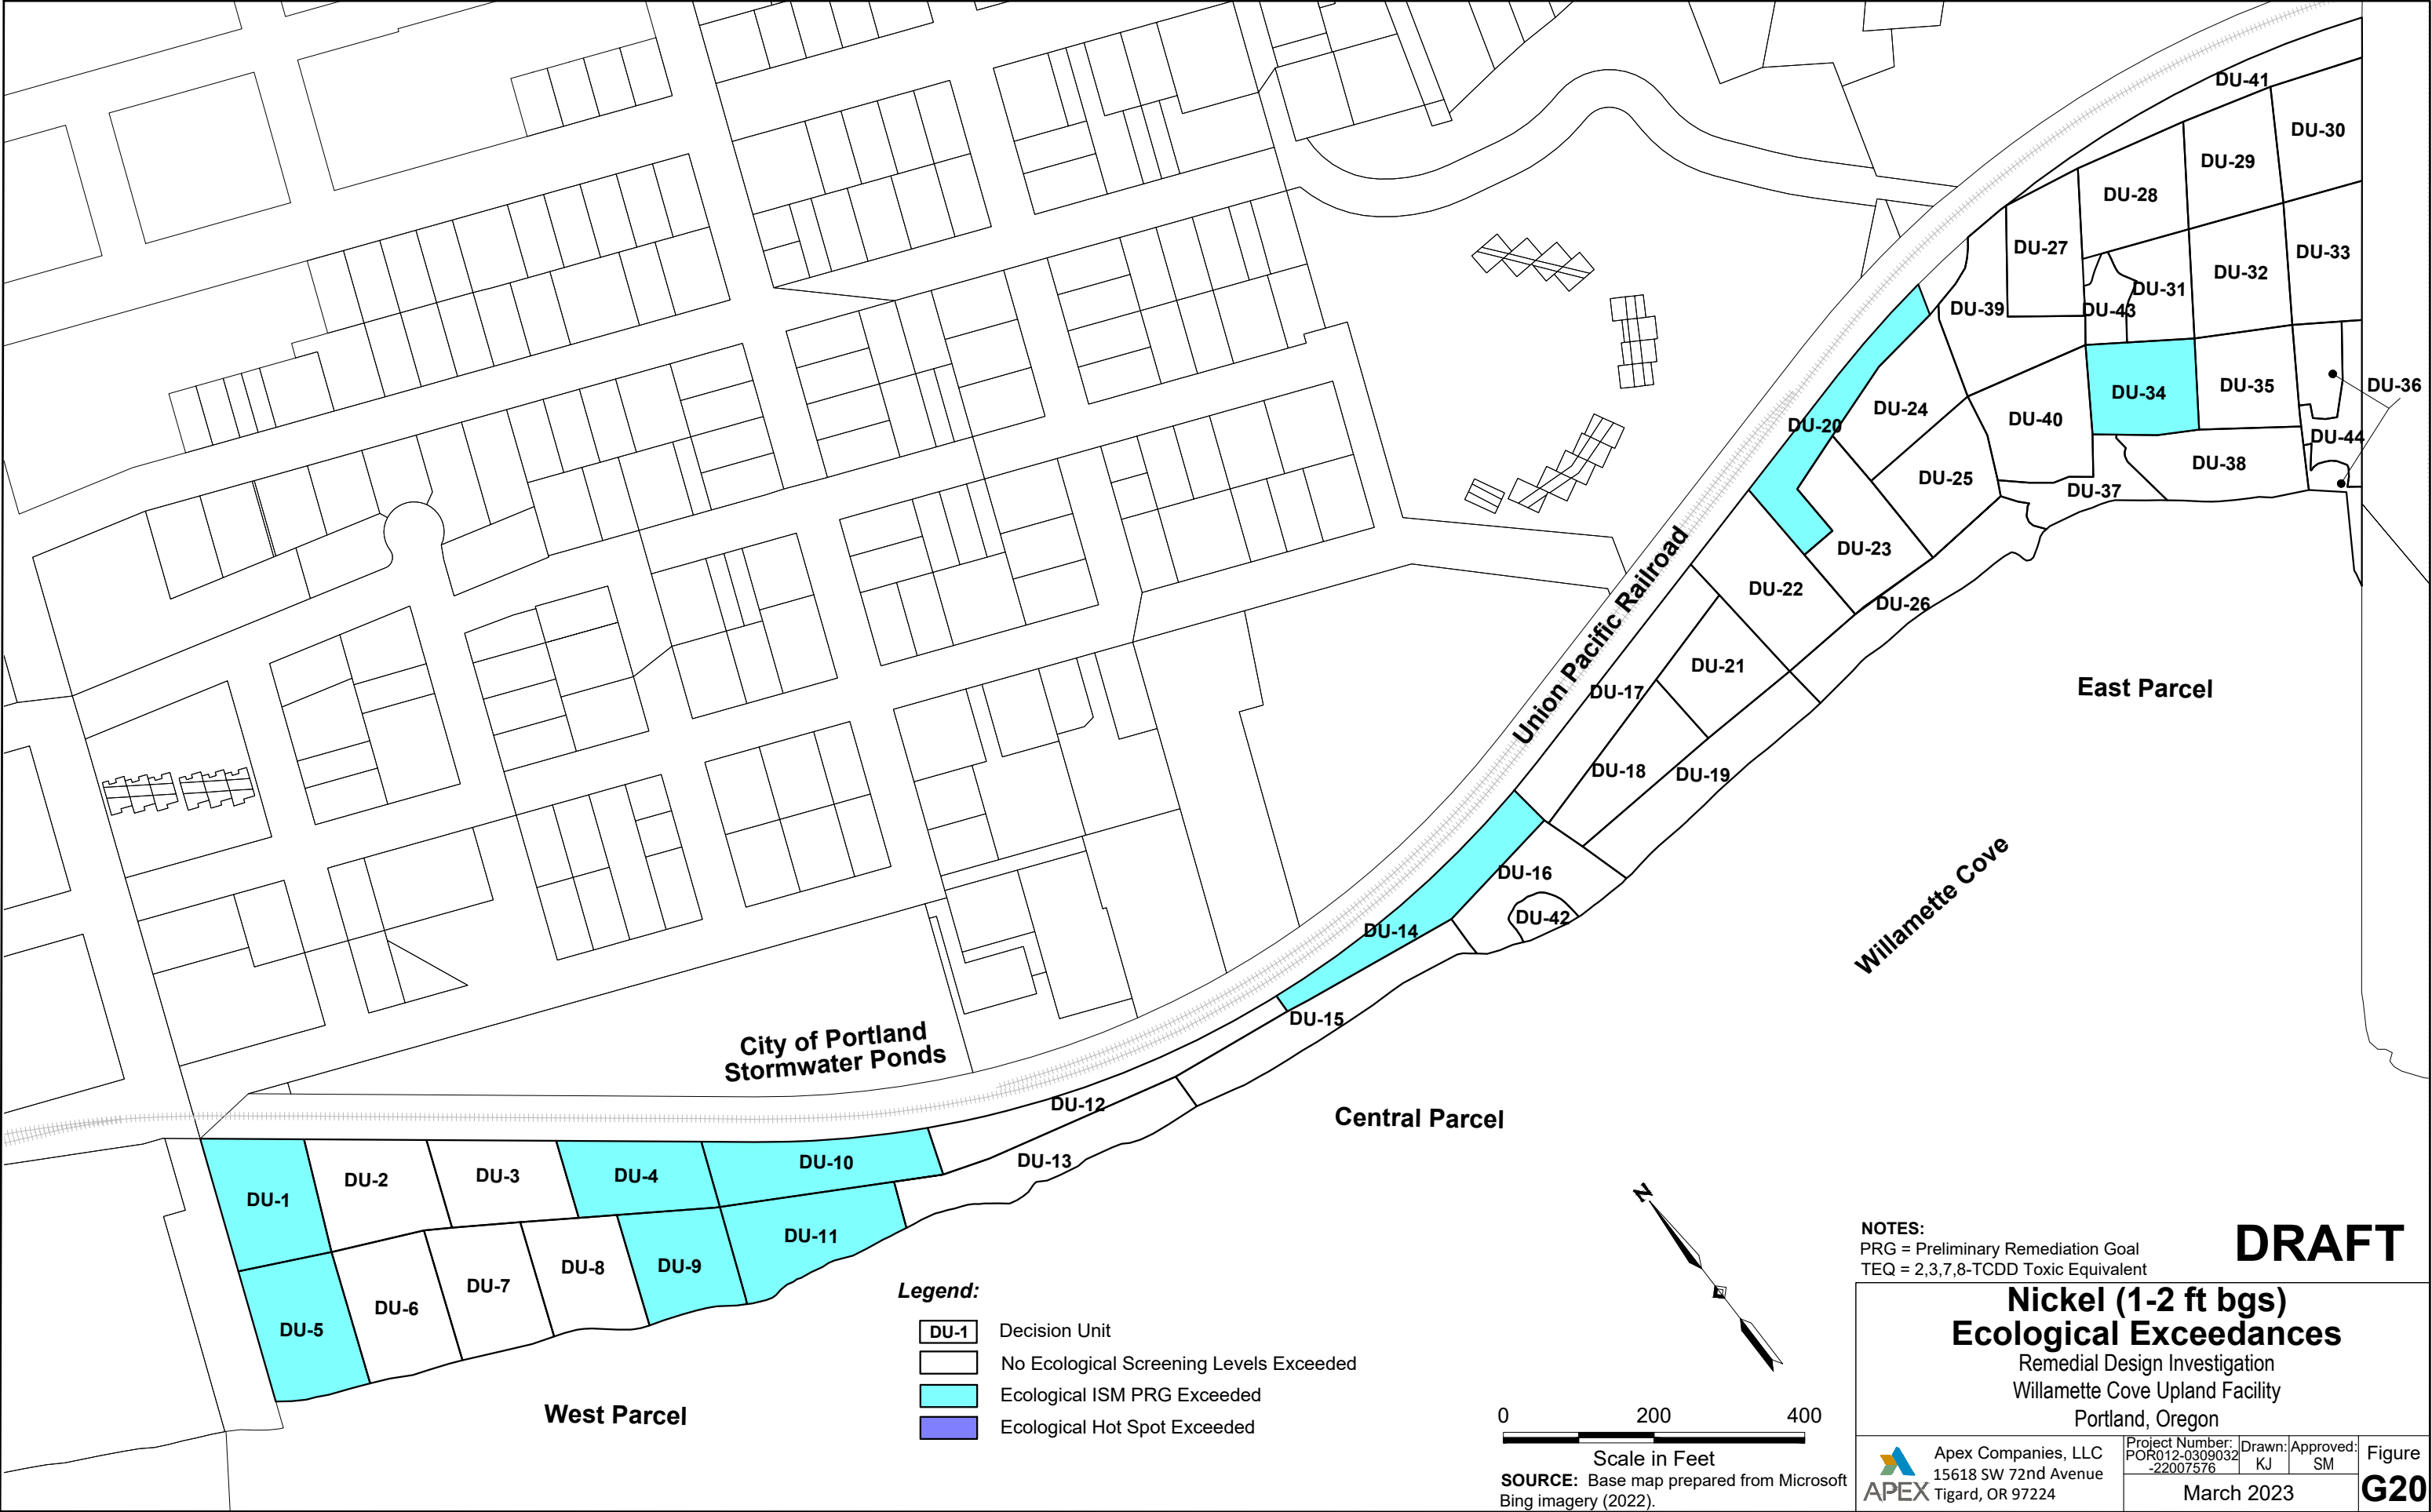 DU-41
DU-30
DU-29
DU-28
DU-27
DU-33
DU-32
DU-31
DU-43
DU-39
DU-36
DU-35
DU-34
DU-24
DU-40
DU-20
DU-44
DU-38
DU-25
DU-37
DU-23
DU-22
DU-26
Union Pacific Railroad
DU-21
DU-17
East Parcel
DU-18
DU-19
DU-16
DU-42
DU-14
Willamette Cove
DU-15
City of Portland
Stormwater Ponds
DU-12
Central Parcel
DU-13
DU-10
DU-4
DU-3
DU-2
DU-1
DU-11
DU-9
DU-8
DU-7
DU-6
DU-5
West Parcel
Legend:
DU-1 Decision Unit
No Ecological Screening Levels Exceeded
Ecological ISM PRG Exceeded
Ecological Hot Spot Exceeded
N
0 200 400
Scale in Feet
SOURCE: Base map prepared from Microsoft
Bing imagery (2022).
NOTES:
PRG = Preliminary Remediation Goal
TEQ = 2,3,7,8-TCDD Toxic Equivalent
DRAFT
Nickel (1-2 ft bgs)
Ecological Exceedances
Remedial Design Investigation
Willamette Cove Upland Facility
Portland, Oregon
APEX
Apex Companies, LLC
15618 SW 72nd Avenue
Tigard, OR 97224
Project Number:
POR012-0309032
-22007576
Drawn:
KJ
Approved:
SM
March 2023
Figure
G20